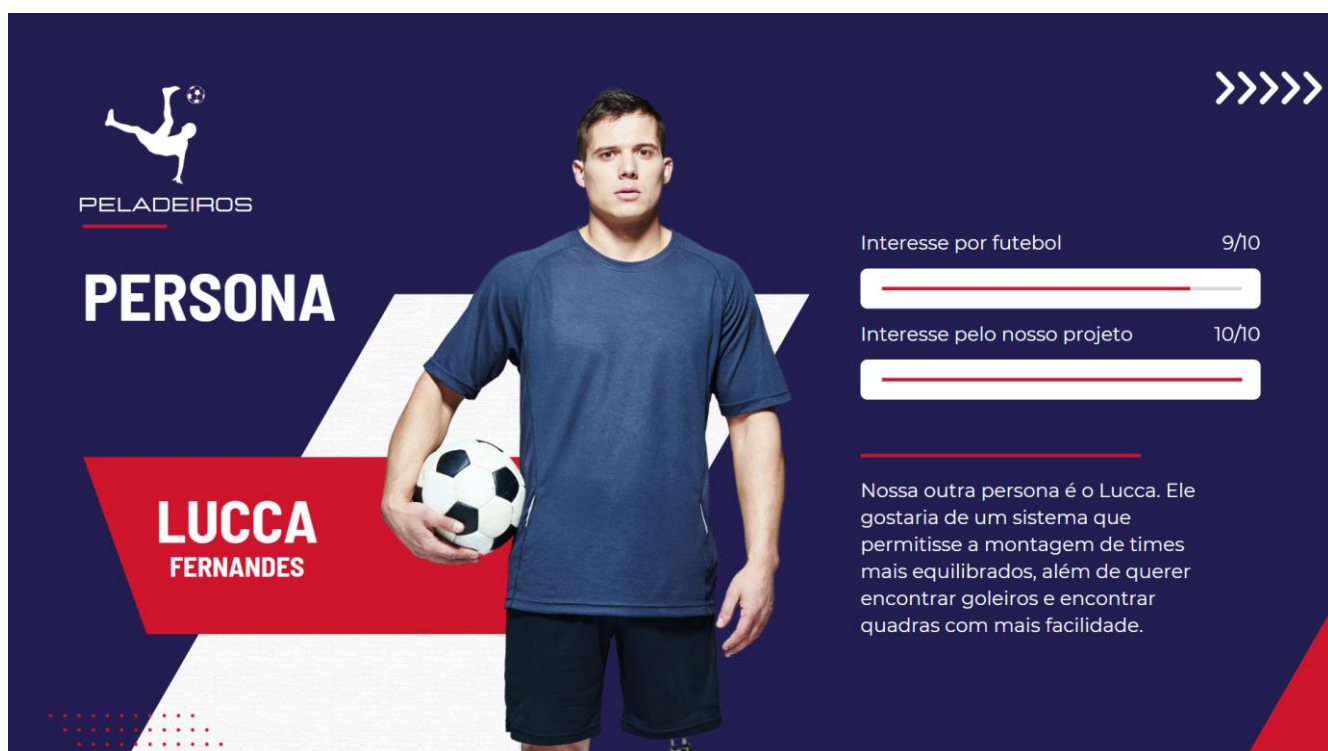 PELADEIROS
PERSONA
LUCCA
FERNANDES
Interesse por futebol 9/10
Interesse pelo nosso projeto 10/10
Nossa outra persona é o Lucca. Ele
gostaria de um sistema que
permitisse a montagem de times
mais equilibrados, além de querer
encontrar goleiros e encontrar
quadras com mais facilidade.